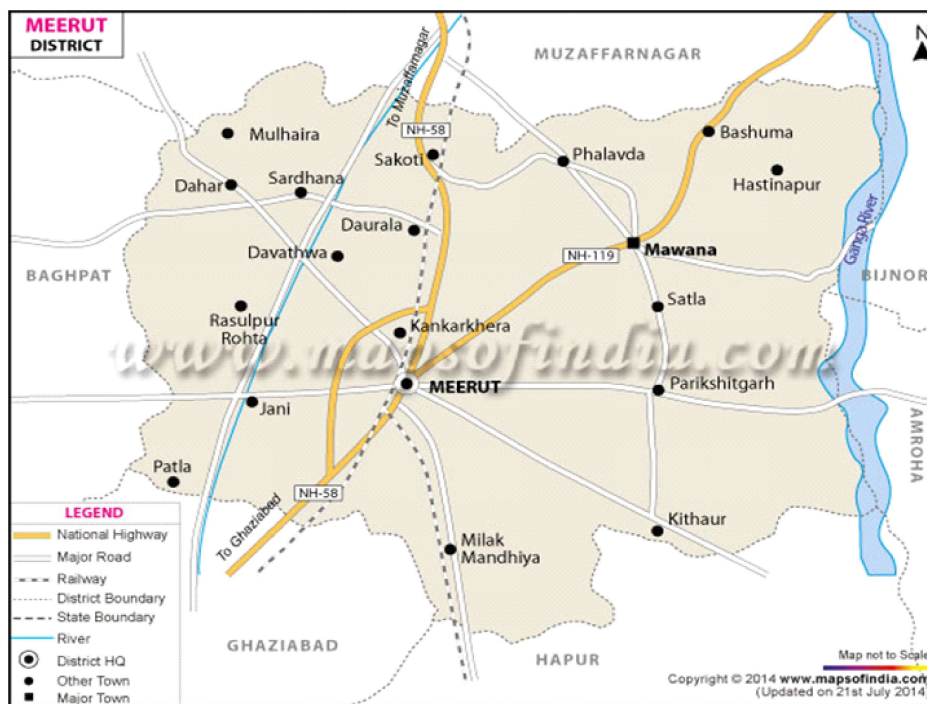 MEERUT
DISTRICT
MUZAFFARNAGAR
N
To Muzaffarnagar
NH-58
Mulhaira
Sakoti
Phalavda
Bashuma
Hastinapur
Dahar
Sardhana
Daurala
Davathwa
NH-119
Mawana
Ganga River
BAGHPAT
BIJNOR
Rasulpur
Rohta
Satla
Kankarkhera
www.mapsofindia.com
MEERUT
Parikshitgarh
Jani
AMROHA
Patla
NH-58
To Ghaziabad
Kithaur
Milak
Mandhiya
GHAZIABAD
HAPUR
LEGEND
National Highway
Major Road
Railway
District Boundary
State Boundary
River
District HQ
Other Town
Major Town
Map not to Scale
Copyright © 2014 www.mapsofindia.com
(Updated on 21st July 2014)